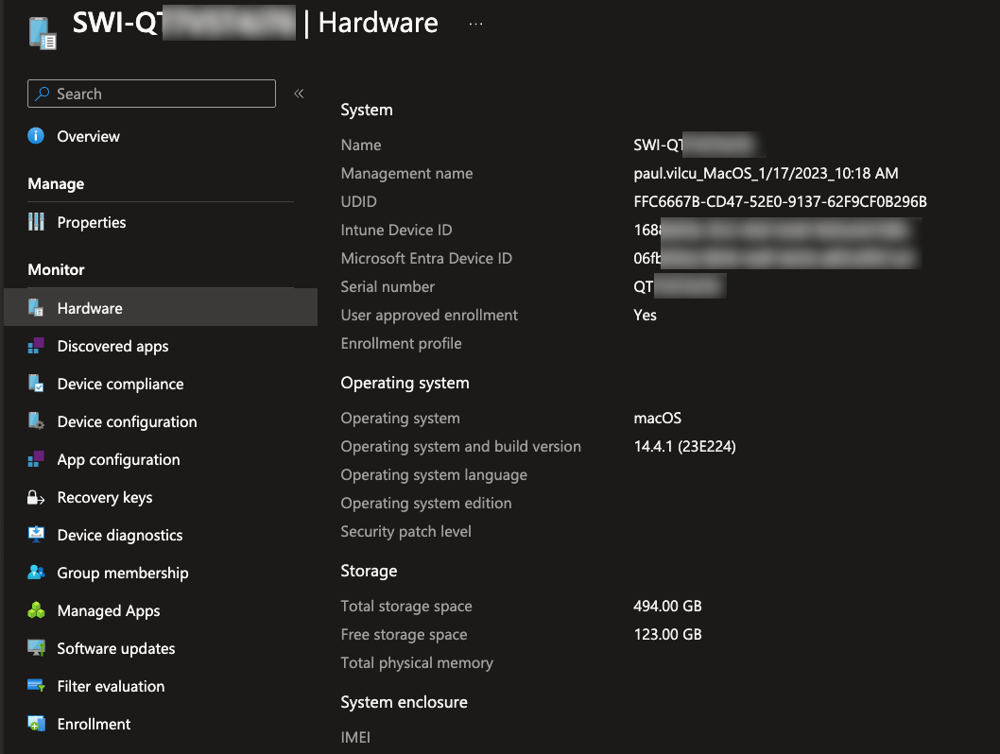 SWI-QT | Hardware ...
Search «
Overview
Manage
Properties
Monitor
Hardware
Discovered apps
Device compliance
Device configuration
App configuration
Recovery keys
Device diagnostics
Group membership
Managed Apps
Software updates
Filter evaluation
Enrollment
System
Name SWI-QT
Management name paul.vilcu_MacOS_1/17/2023_10:18 AM
UDID FFC6667B-CD47-52E0-9137-62F9CF0B296B
Intune Device ID 168
Microsoft Entra Device ID 06fb
Serial number QT
User approved enrollment Yes
Enrollment profile
Operating system
Operating system macOS
Operating system and build version 14.4.1 (23E224)
Operating system language
Operating system edition
Security patch level
Storage
Total storage space 494.00 GB
Free storage space 123.00 GB
Total physical memory
System enclosure
IMEI